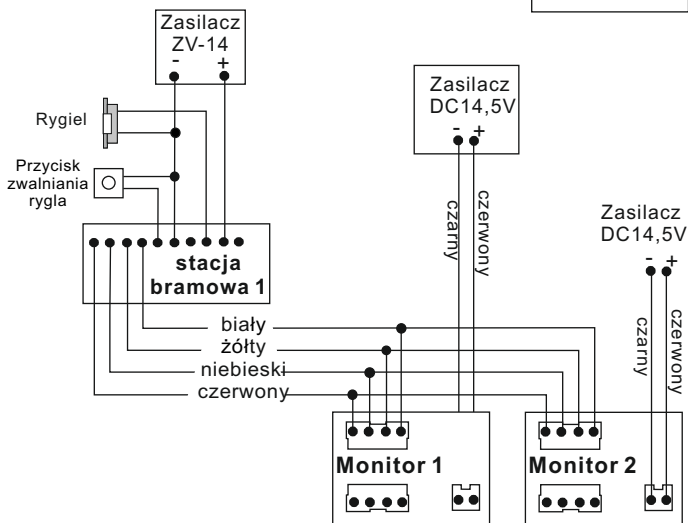 Zasilacz
ZV-14
- +
Rygiel
Przycisk
zwalniania
rygla
stacja
bramowa 1
Zasilacz
DC14,5V
- +
czarny
czerwony
Zasilacz
DC14,5V
- +
czarny
czerwony
biały
żółty
niebieski
czerwony
Monitor 1
Monitor 2